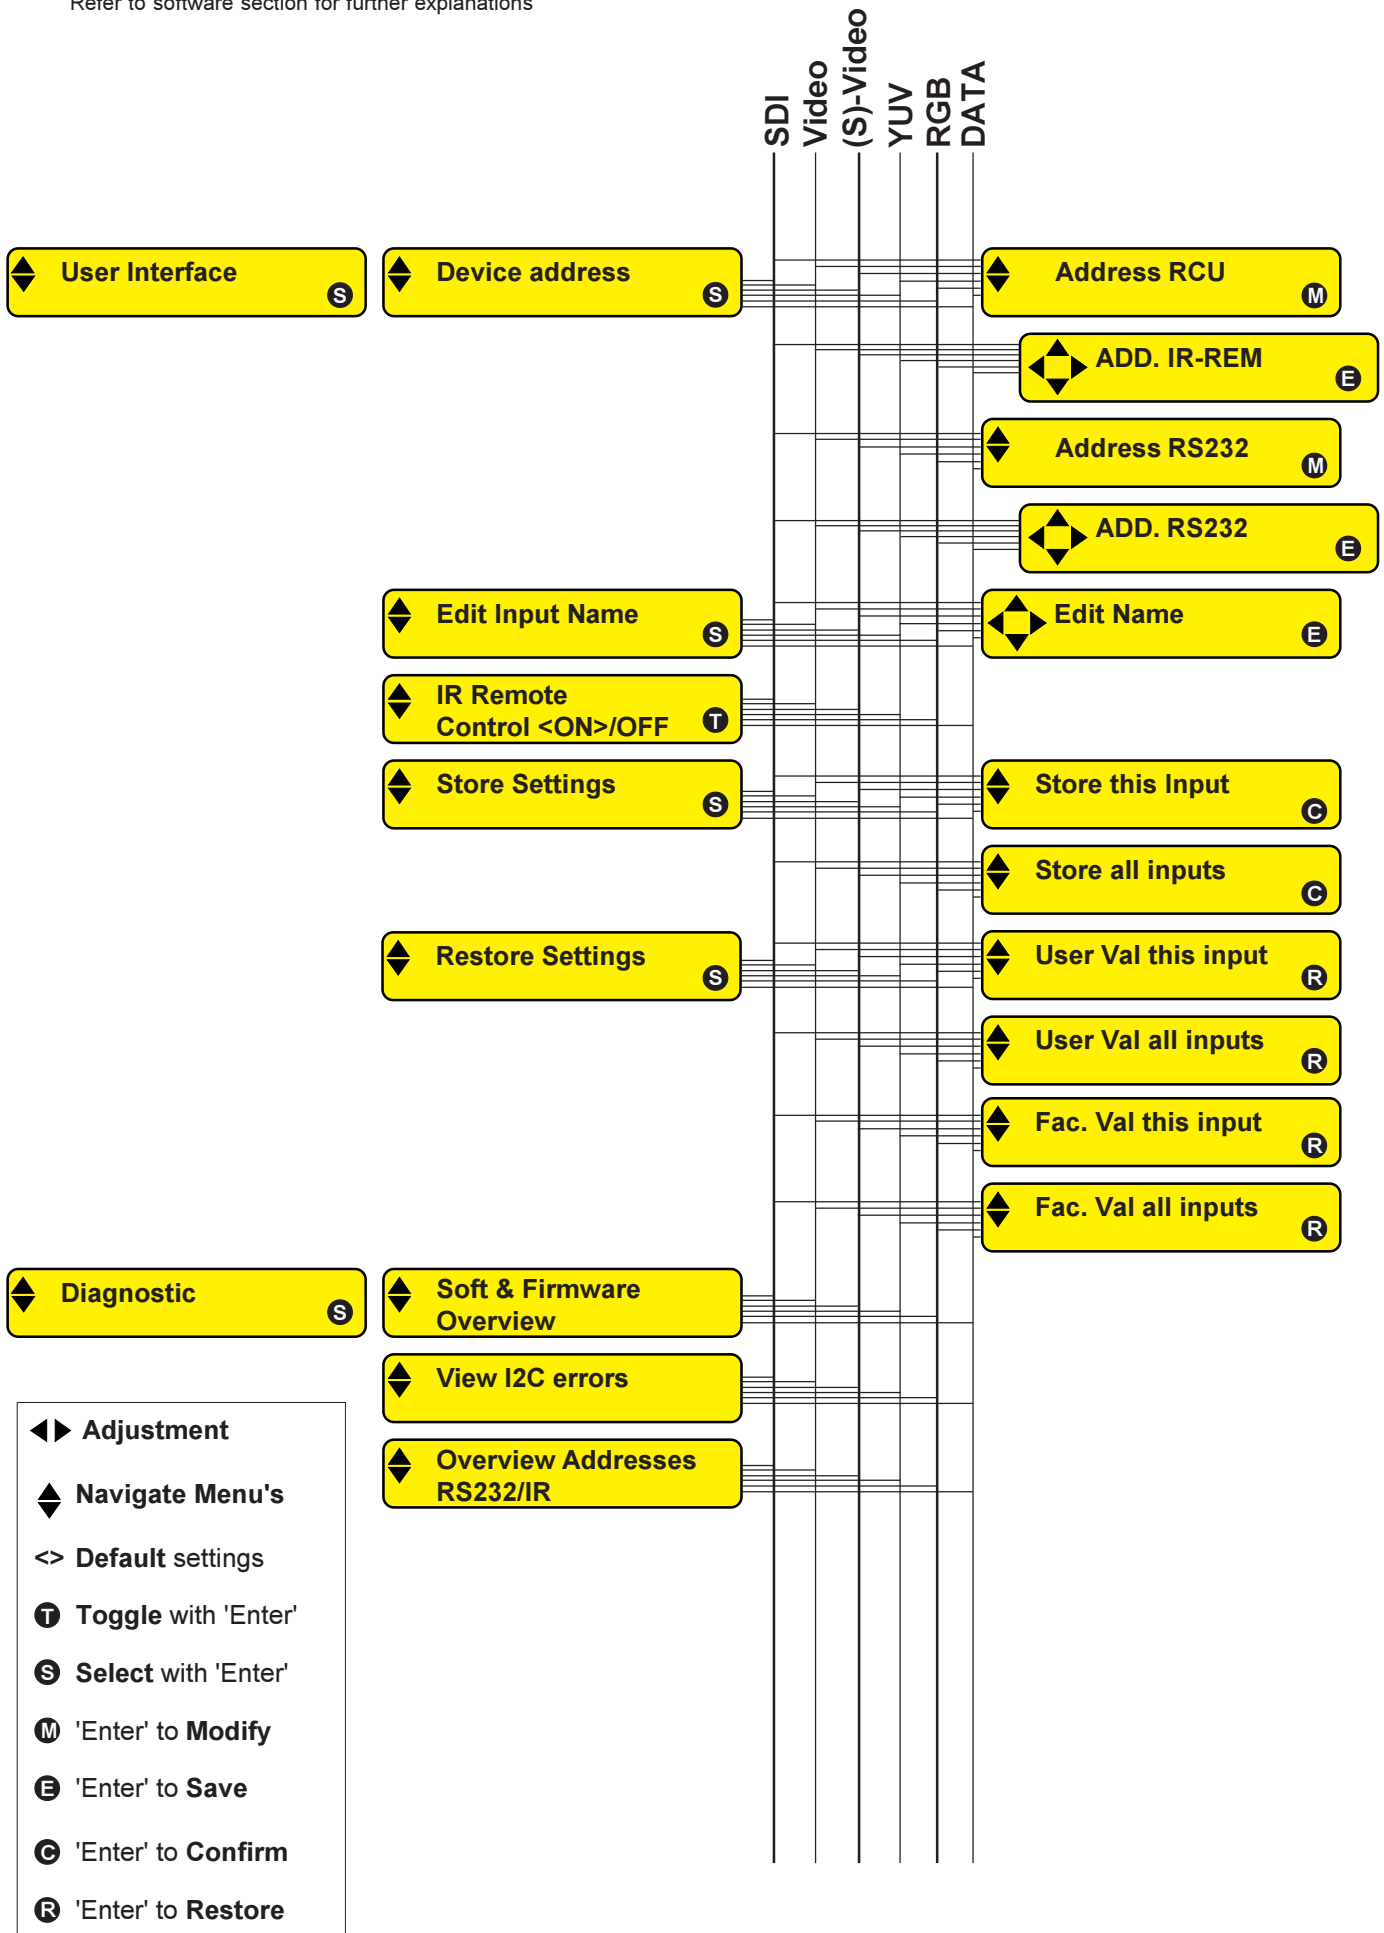 Refer to software section for further explanations
SDI
Video
(S)-Video
YUV
RGB
DATA
User Interface
S
Device address
S
Address RCU
M
ADD. IR-REM
E
Address RS232
M
ADD. RS232
E
Edit Input Name
S
Edit Name
E
IR Remote
Control <ON>/OFF
T
Store Settings
S
Store this Input
C
Store all inputs
C
Restore Settings
S
User Val this input
R
User Val all inputs
R
Fac. Val this input
R
Fac. Val all inputs
R
Diagnostic
S
Soft & Firmware
Overview
View I2C errors
Overview Addresses
RS232/IR
Adjustment
Navigate Menu's
<> Default settings
T Toggle with 'Enter'
S Select with 'Enter'
M 'Enter' to Modify
E 'Enter' to Save
C 'Enter' to Confirm
R 'Enter' to Restore